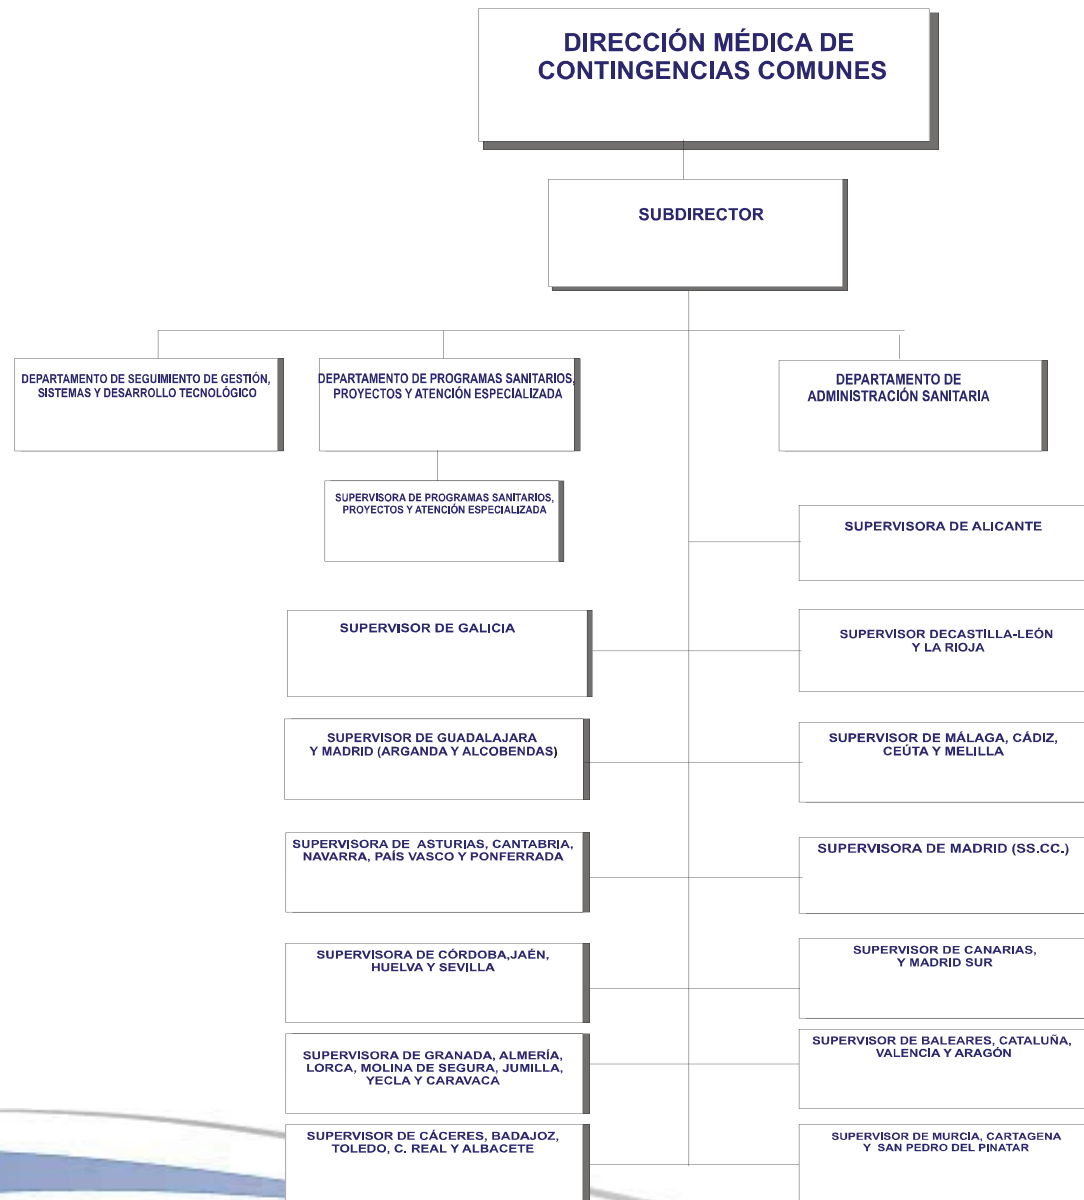 DIRECCIÓN MÉDICA DE
CONTINGENCIAS COMUNES
SUBDIRECTOR
DEPARTAMENTO DE SEGUIMIENTO DE GESTIÓN,
SISTEMAS Y DESARROLLO TECNOLÓGICO
DEPARTAMENTO DE PROGRAMAS SANITARIOS,
PROYECTOS Y ATENCIÓN ESPECIALIZADA
DEPARTAMENTO DE
ADMINISTRACIÓN SANITARIA
SUPERVISORA DE PROGRAMAS SANITARIOS,
PROYECTOS Y ATENCIÓN ESPECIALIZADA
SUPERVISORA DE ALICANTE
SUPERVISOR DE GALICIA
SUPERVISOR DECASTILLA-LEÓN
Y LA RIOJA
SUPERVISOR DE GUADALAJARA
Y MADRID (ARGANDA Y ALCOBENDAS)
SUPERVISOR DE MÁLAGA, CÁDIZ,
CEÚTA Y MELILLA
SUPERVISORA DE ASTURIAS, CANTABRIA,
NAVARRA, PAÍS VASCO Y PONFERRADA
SUPERVISORA DE MADRID (SS.CC.)
SUPERVISORA DE CÓRDOBA,JAÉN,
HUELVA Y SEVILLA
SUPERVISOR DE CANARIAS,
Y MADRID SUR
SUPERVISORA DE GRANADA, ALMERÍA,
LORCA, MOLINA DE SEGURA, JUMILLA,
YECLA Y CARAVACA
SUPERVISOR DE BALEARES, CATALUÑA,
VALENCIA Y ARAGÓN
SUPERVISOR DE CÁCERES, BADAJOZ,
TOLEDO, C. REAL Y ALBACETE
SUPERVISOR DE MURCIA, CARTAGENA
Y SAN PEDRO DEL PINATAR